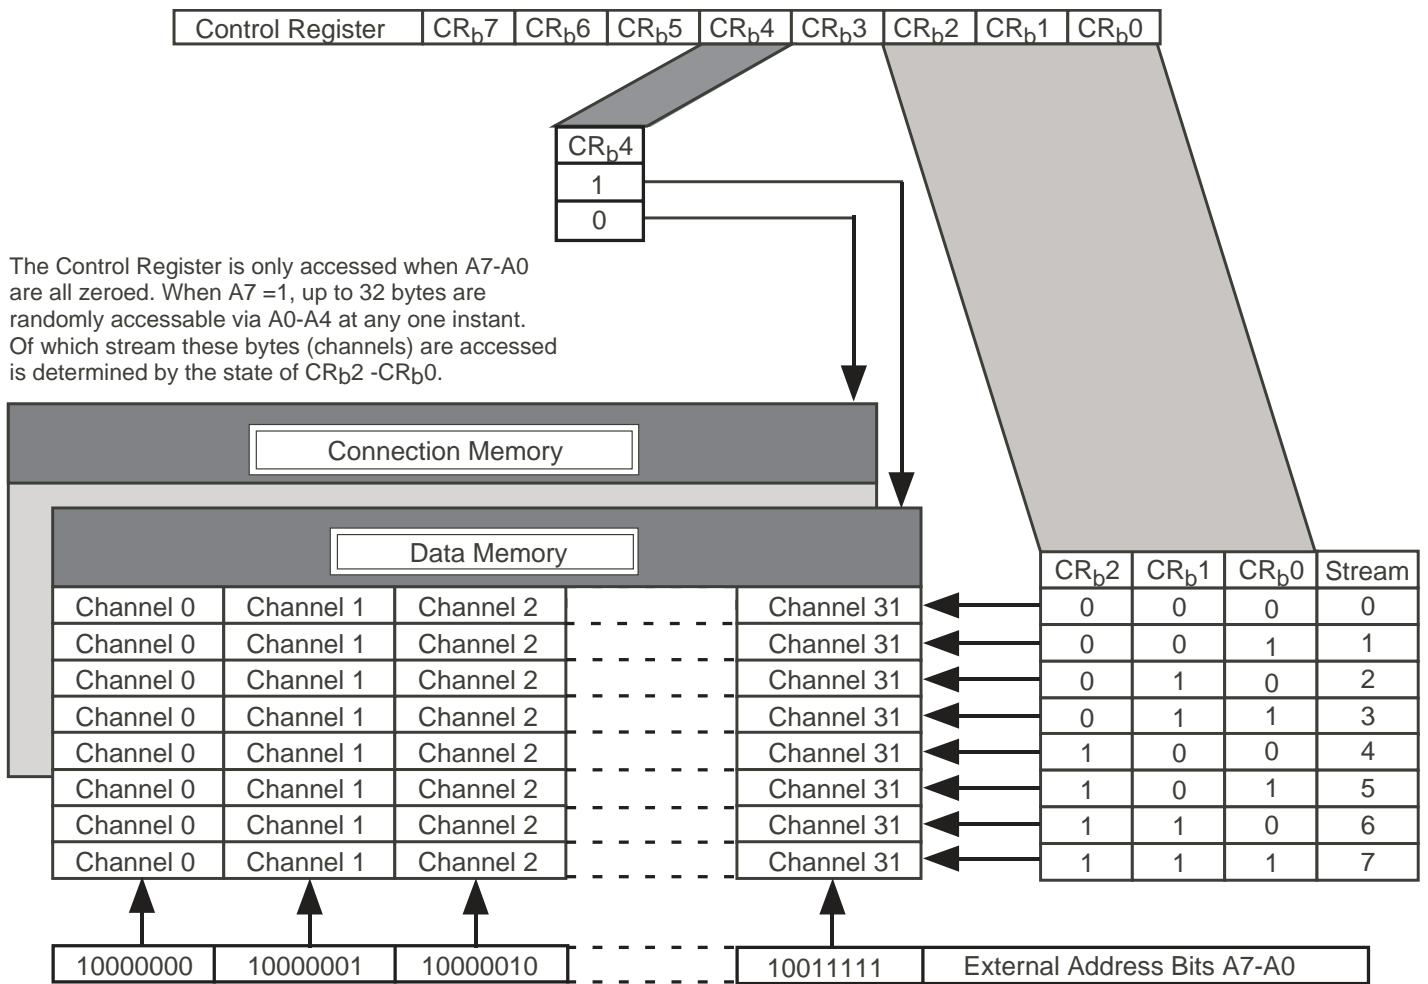 Control Register CRb7 CRb6 CRb5 CRb4 CRb3 CRb2 CRb1 CRb0
CRb4
1
0
The Control Register is only accessed when A7-A0
are all zeroed. When A7 =1, up to 32 bytes are
randomly accessable via A0-A4 at any one instant.
Of which stream these bytes (channels) are accessed
is determined by the state of CRb2 -CRb0.
Connection Memory
Data Memory
CRb2 CRb1 CRb0 Stream
Channel 0 Channel 1 Channel 2 Channel 31 0 0 0 0
Channel 0 Channel 1 Channel 2 Channel 31 0 0 1 1
Channel 0 Channel 1 Channel 2 Channel 31 0 1 0 2
Channel 0 Channel 1 Channel 2 Channel 31 0 1 1 3
Channel 0 Channel 1 Channel 2 Channel 31 1 0 0 4
Channel 0 Channel 1 Channel 2 Channel 31 1 0 1 5
Channel 0 Channel 1 Channel 2 Channel 31 1 1 0 6
Channel 0 Channel 1 Channel 2 Channel 31 1 1 1 7
10000000 10000001 10000010 10011111 External Address Bits A7-A0